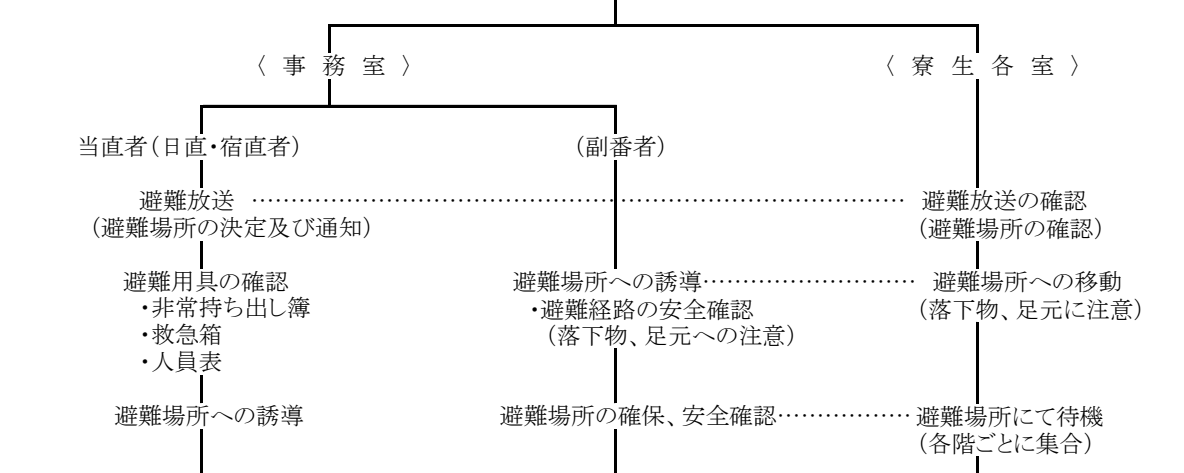 〈 事 務 室 〉
〈 寮 生 各 室 〉
当直者(日直・宿直者)
(副番者)
避難放送 ………………………………………………………………………… 避難放送の確認
(避難場所の決定及び通知)
(避難場所の確認)
避難用具の確認
・非常持ち出し簿
・救急箱
・人員表
避難場所への誘導……………………… 避難場所への移動
・避難経路の安全確認
(落下物、足元への注意)
(落下物、足元に注意)
避難場所への誘導
避難場所の確保、安全確認…………… 避難場所にて待機
(各階ごとに集合)